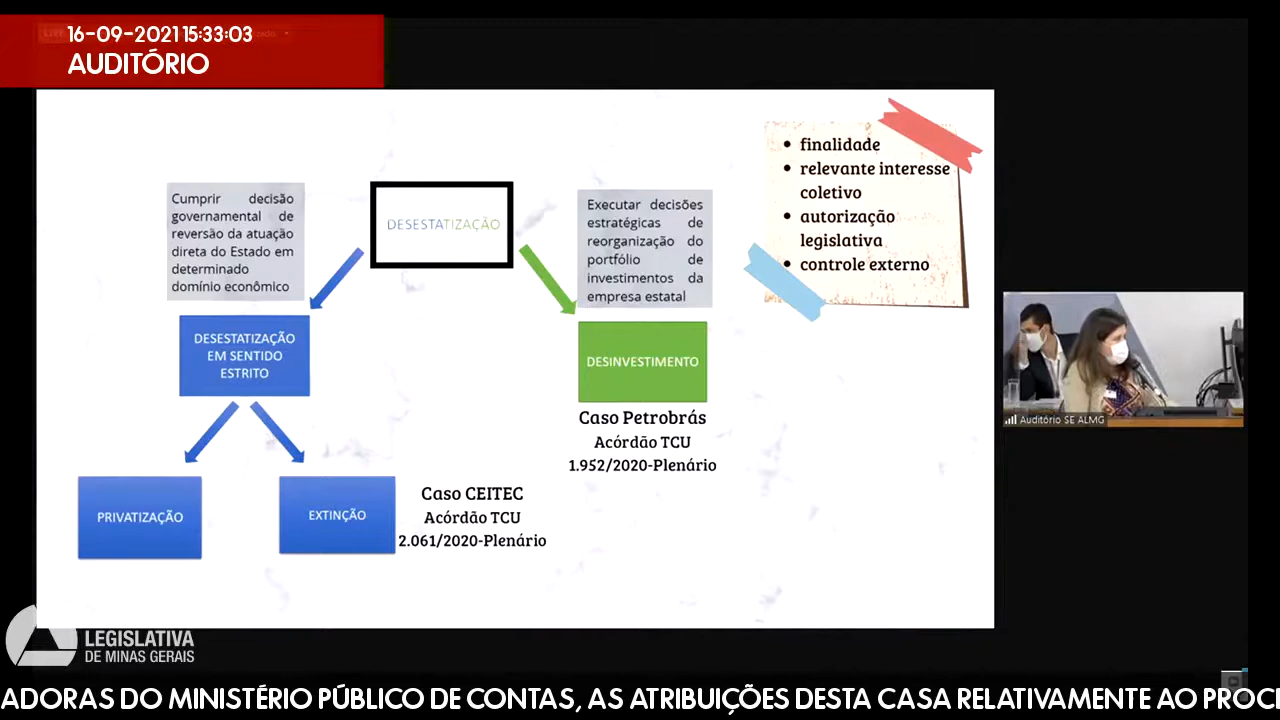 16-09-2021 15:33:03
AUDITÓRIO
Cumprir decisão
governamental de
reversão da atuação
direta do Estado em
determinado
domínio econômico
DESESTATIZAÇÃO
Executar decisões
estratégicas de
reorganização do
portfólio de
investimentos da
empresa estatal
• finalidade
• relevante interesse
coletivo
• autorização
legislativa
• controle externo
DESESTATIZAÇÃO
EM SENTIDO
ESTRITO
DESINVESTIMENTO
Caso Petrobrás
Acórdão TCU
1.952/2020-Plenário
PRIVATIZAÇÃO
EXTINÇÃO
Caso CEITEC
Acórdão TCU
2.061/2020-Plenário
Auditório SE ALMG
LEGISLATIVA
DE MINAS GERAIS
ADORAS DO MINISTÉRIO PÚBLICO DE CONTAS, AS ATRIBUIÇÕES DESTA CASA RELATIVAMENTE AO PROCE